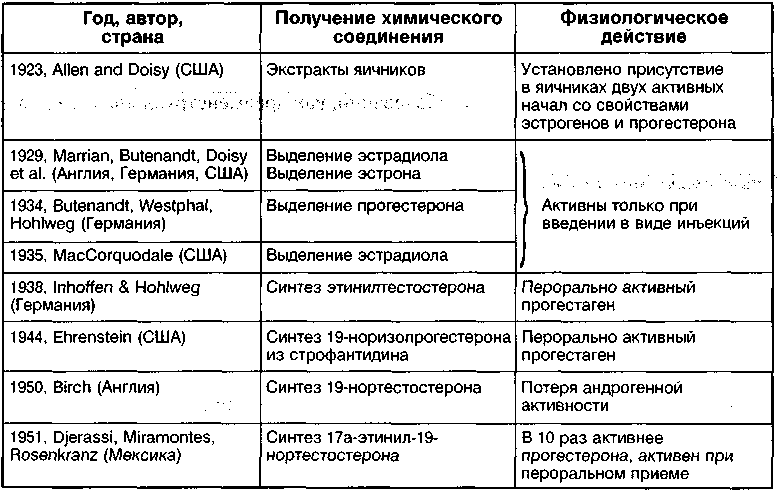 Год, автор,
страна
Получение химического
соединения
Физиологическое
действие
1923, Allen and Doisy (США)
Экстракты яичников
Установлено присутствие
в яичниках двух активных
начал со свойствами
эстрогенов и прогестерона
1929, Marrian, Butenandt, Doisy
et al. (Англия, Германия, США)
Выделение эстрадиола
Выделение эстрона
1934, Butenandt, Westphal,
Hohlweg (Германия)
Выделение прогестерона
Активны только при
введении в виде инъекций
1935, MacCorquodale (США)
Выделение эстрадиола
1938, Inhoffen & Hohlweg
(Германия)
Синтез этинилтестостерона
Перорально активный
прогестаген
1944, Ehrenstein (США)
Синтез 19-норизопрогестерона
из строфантидина
Перорально активный
прогестаген
1950, Birch (Англия)
Синтез 19-нортестостерона
Потеря андрогенной
активности
1951, Djerassi, Miramontes,
Rosenkranz (Мексика)
Синтез 17а-этинил-19-
нортестостерона
В 10 раз активнее
прогестерона, активен при
пероральном приеме